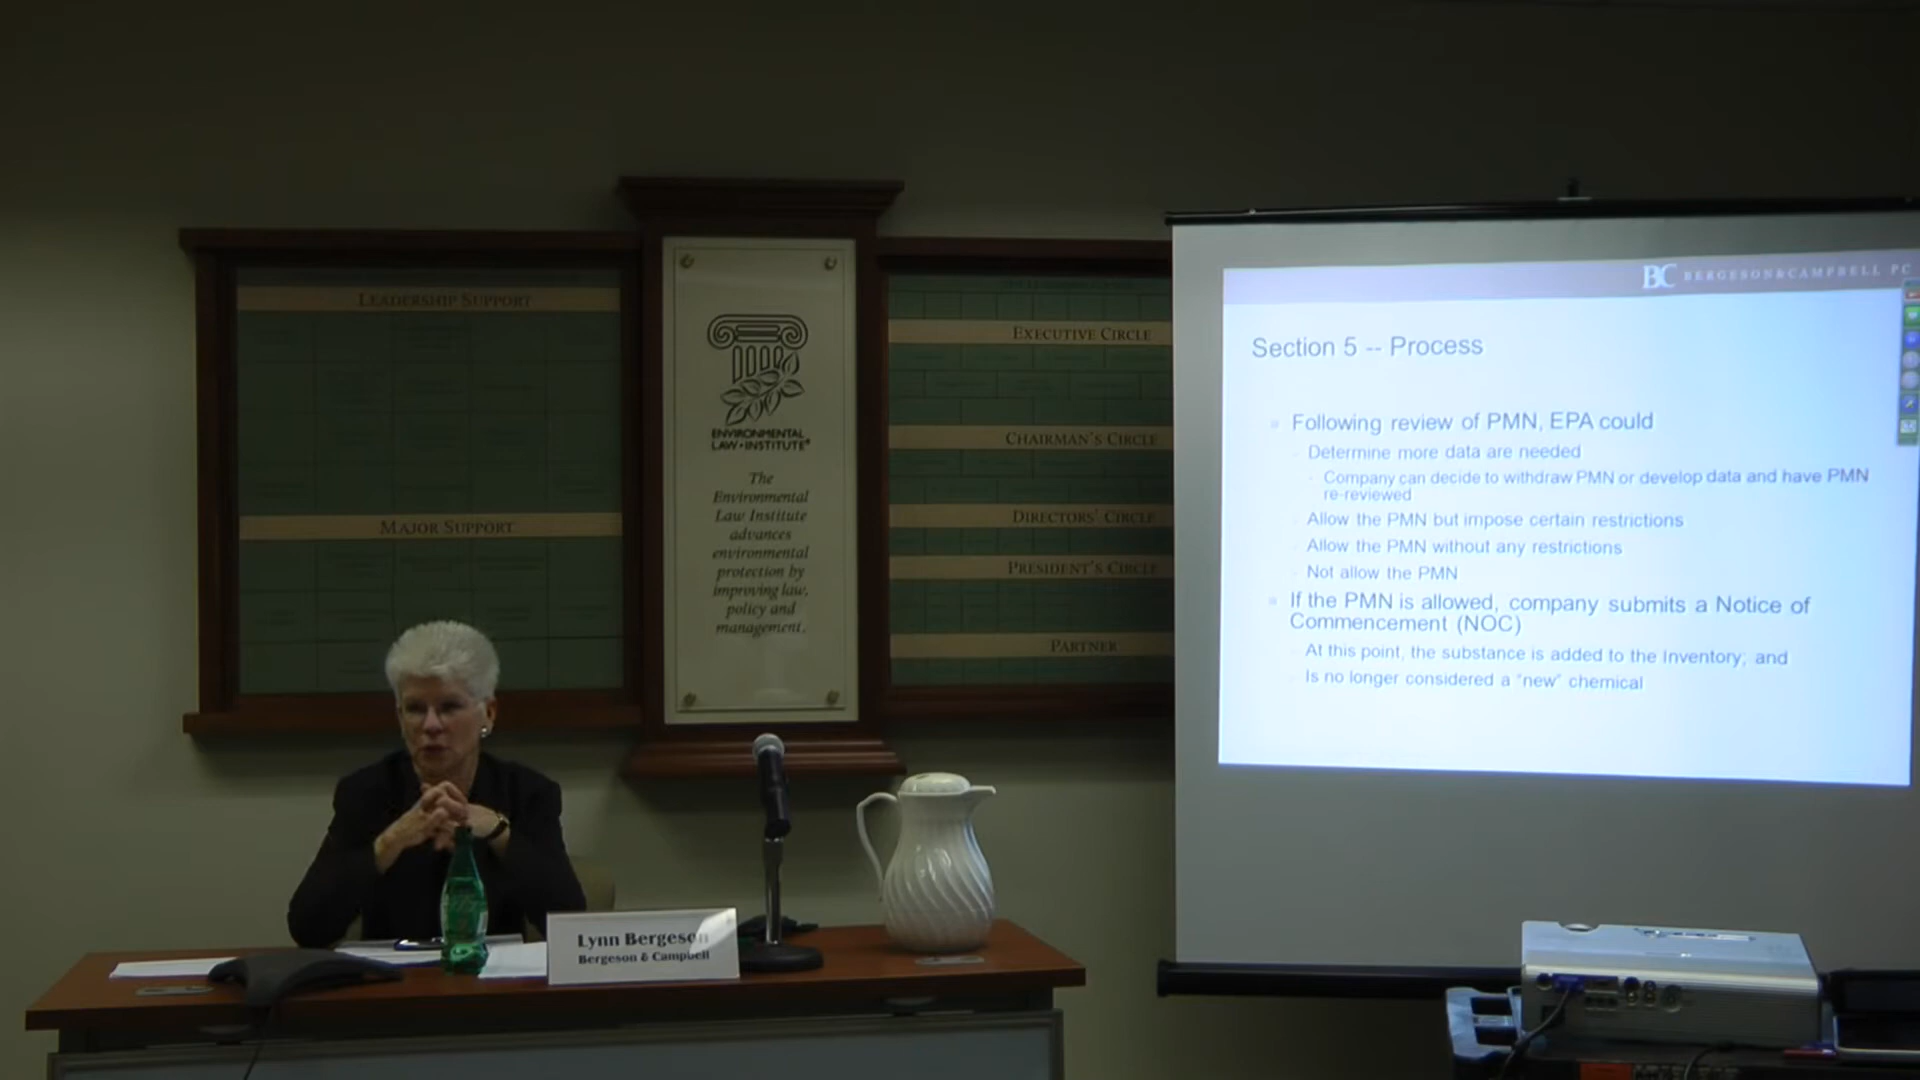 LEADERSHIP SUPPORT
MAJOR SUPPORT
ENVIRONMENTAL
LAW•INSTITUTE®
The
Environmental
Law Institute
advances
environmental
protection by
improving law,
policy and
management.
EXECUTIVE CIRCLE
CHAIRMAN'S CIRCLE
DIRECTORS' CIRCLE
PRESIDENT'S CIRCLE
PARTNER
Lynn Bergeson
Bergeson & Campbell
BC BERGESON&CAMPBELL PC
Section 5 -- Process
Following review of PMN, EPA could
Determine more data are needed
Company can decide to withdraw PMN or develop data and have PMN
re-reviewed
Allow the PMN but impose certain restrictions
Allow the PMN without any restrictions
Not allow the PMN
If the PMN is allowed, company submits a Notice of
Commencement (NOC)
At this point, the substance is added to the Inventory; and
Is no longer considered a "new" chemical